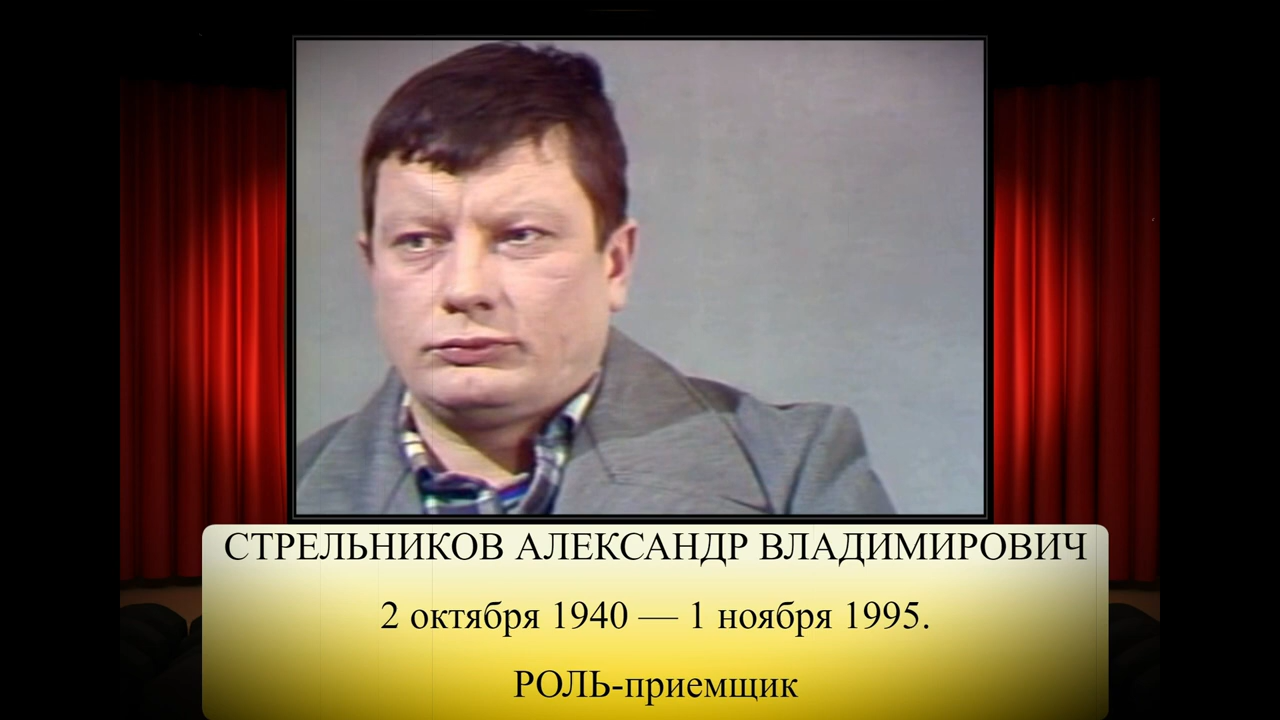 СТРЕЛЬНИКОВ АЛЕКСАНДР ВЛАДИМИРОВИЧ
2 октября 1940 — 1 ноября 1995.
РОЛЬ-приемщик